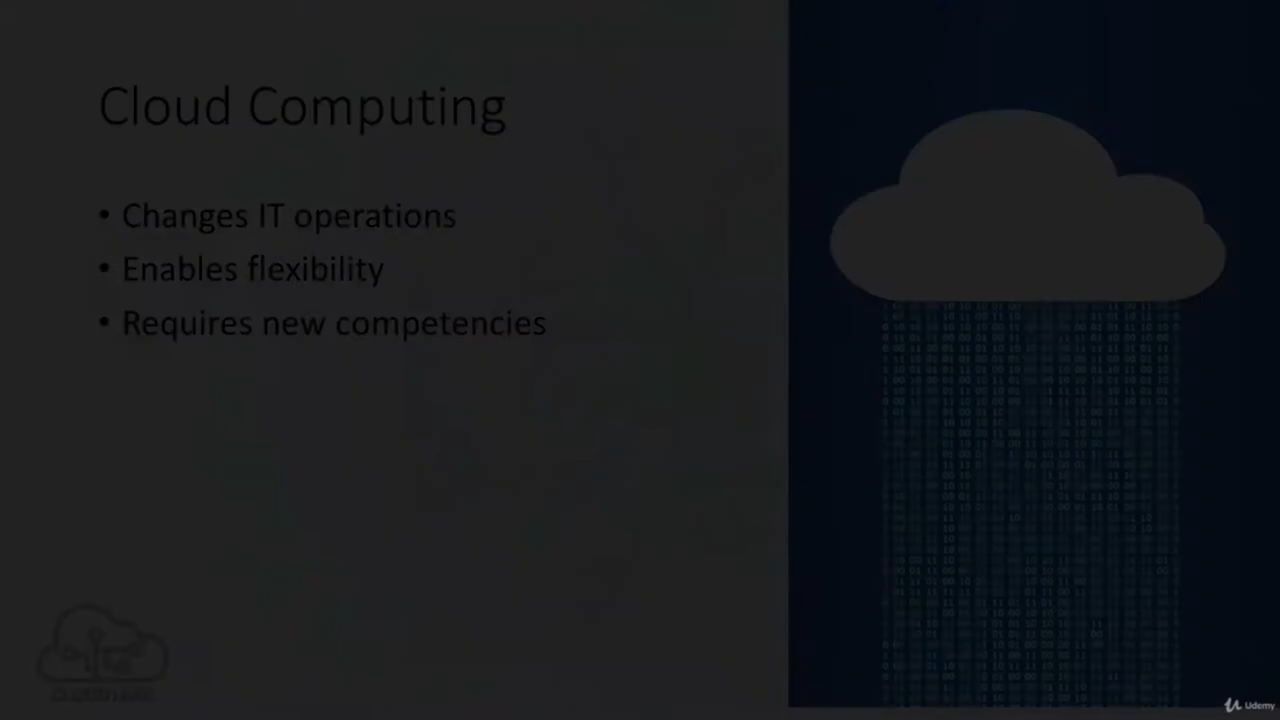 Cloud Computing
• Changes IT operations
• Enables flexibility
• Requires new competencies
Udemy